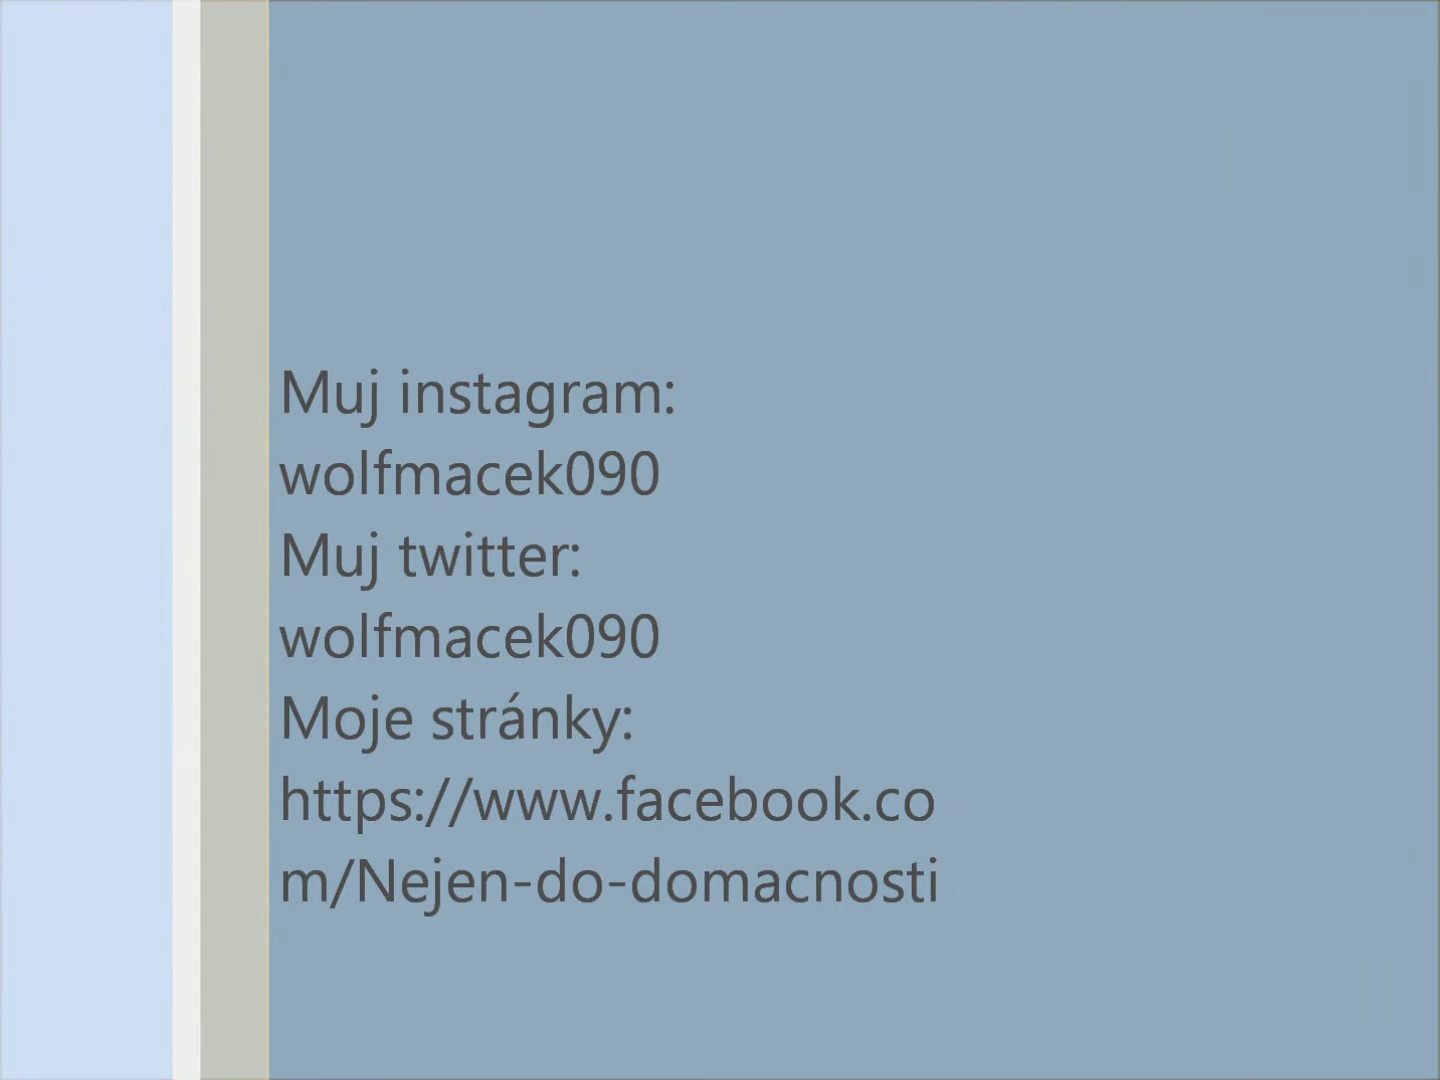 Muj instagram:
wolfmacek090
Muj twitter:
wolfmacek090
Moje stránky:
https://www.facebook.co
m/Nejen-do-domacnosti